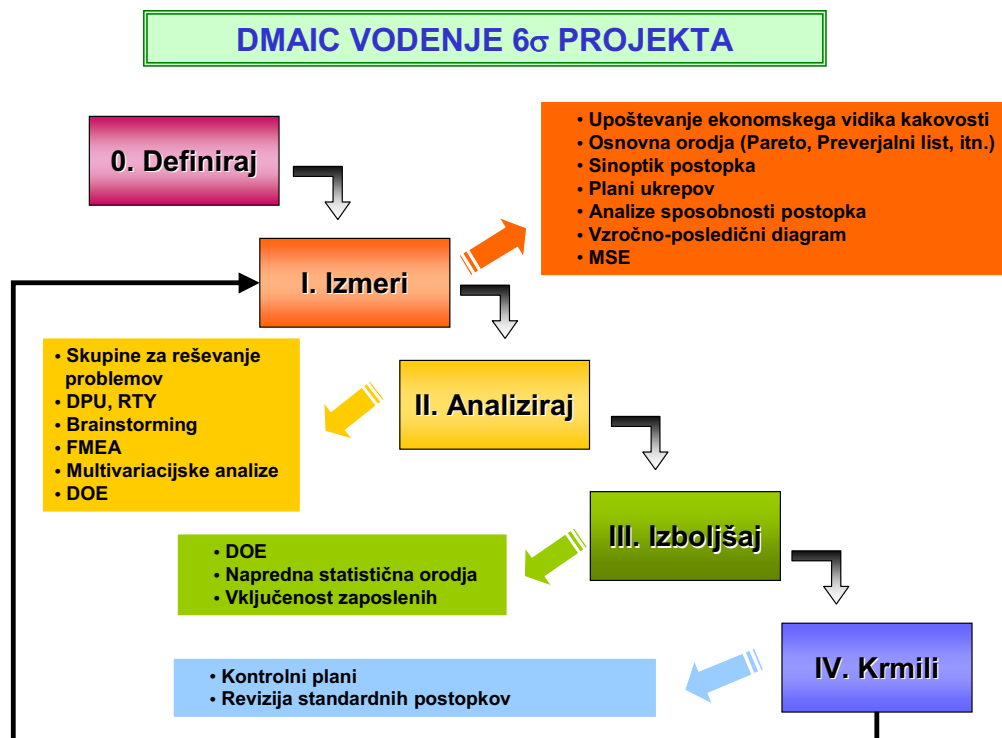 DMAIC VODENJE 6σ PROJEKTA
0. Definiraj
• Upoštevanje ekonomskega vidika kakovosti
• Osnovna orodja (Pareto, Preverjalni list, itn.)
• Sinoptik postopka
• Plani ukrepov
• Analize sposobnosti postopka
• Vzročno-posledični diagram
• MSE
I. Izmeri
• Skupine za reševanje
problemov
• DPU, RTY
• Brainstorming
• FMEA
• Multivariacijske analize
• DOE
II. Analiziraj
III. Izboljšaj
• DOE
• Napredna statistična orodja
• Vključenost zaposlenih
IV. Krmili
• Kontrolni plani
• Revizija standardnih postopkov